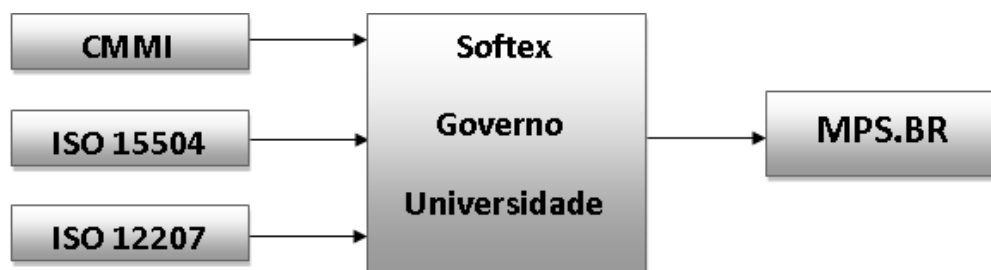 CMMI
ISO 15504
ISO 12207
Softex
Governo
Universidade
MPS.BR